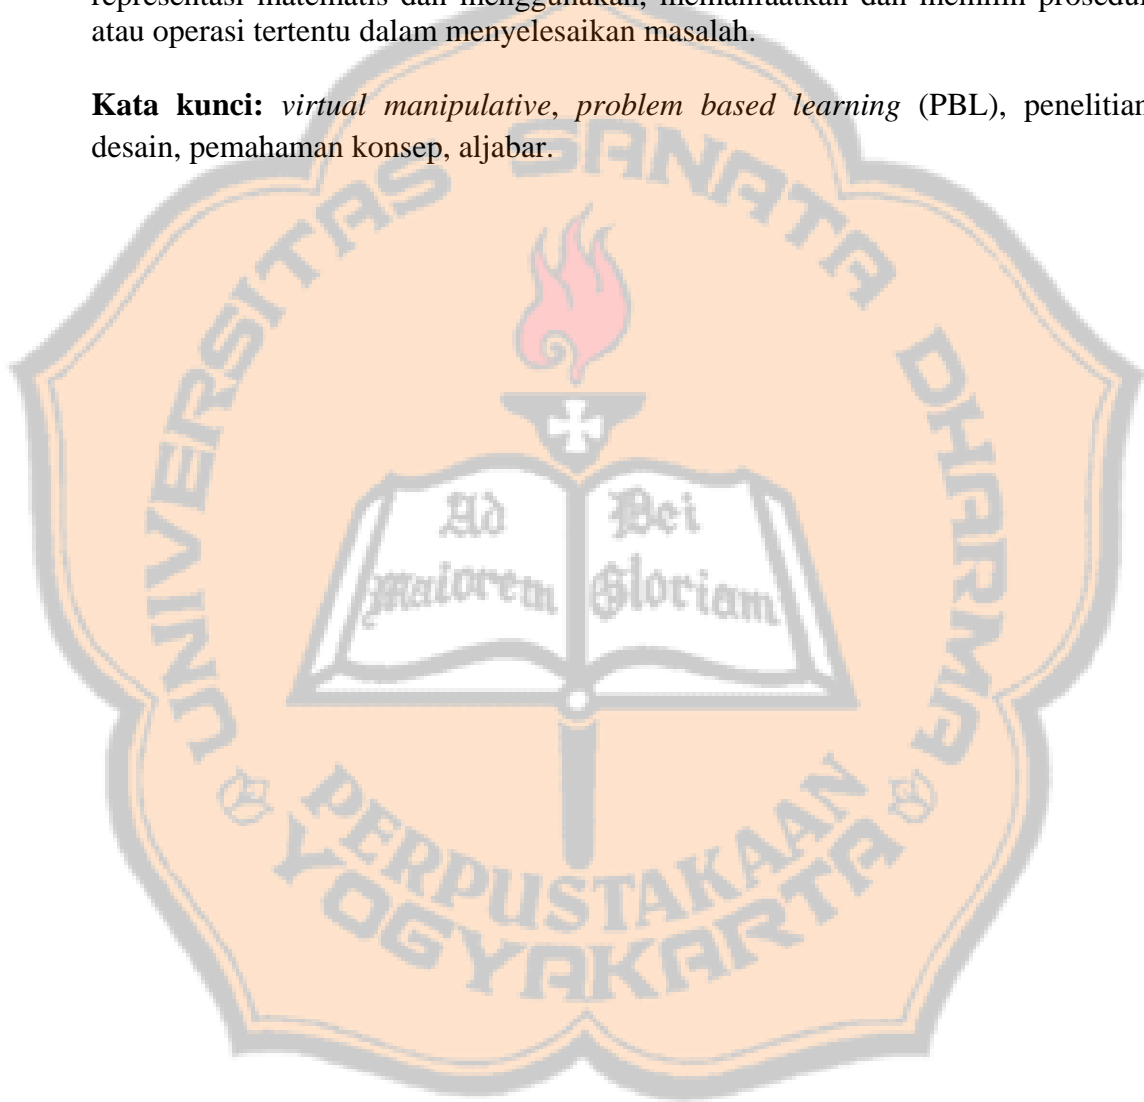 representasi matematis dan menggunakan, memanfaatkan dan memilih prosedur
atau operasi tertentu dalam menyelesaikan masalah.
Kata kunci: virtual manipulative, problem based learning (PBL), penelitian
desain, pemahaman konsep, aljabar.
UNIVERSITAS SANATA DHARMA
Ad Dei
maiorem Gloriam
PERPUSTAKAAN
YOGYAKARTA